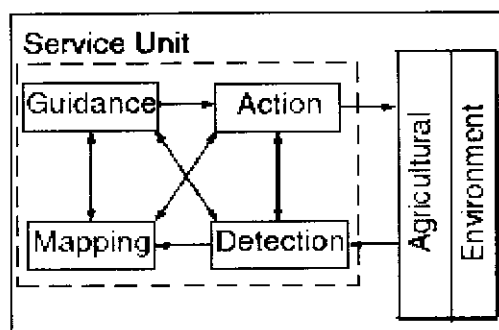 Service Unit
Guidance
Action
Mapping
Detection
Agricultural
Environment